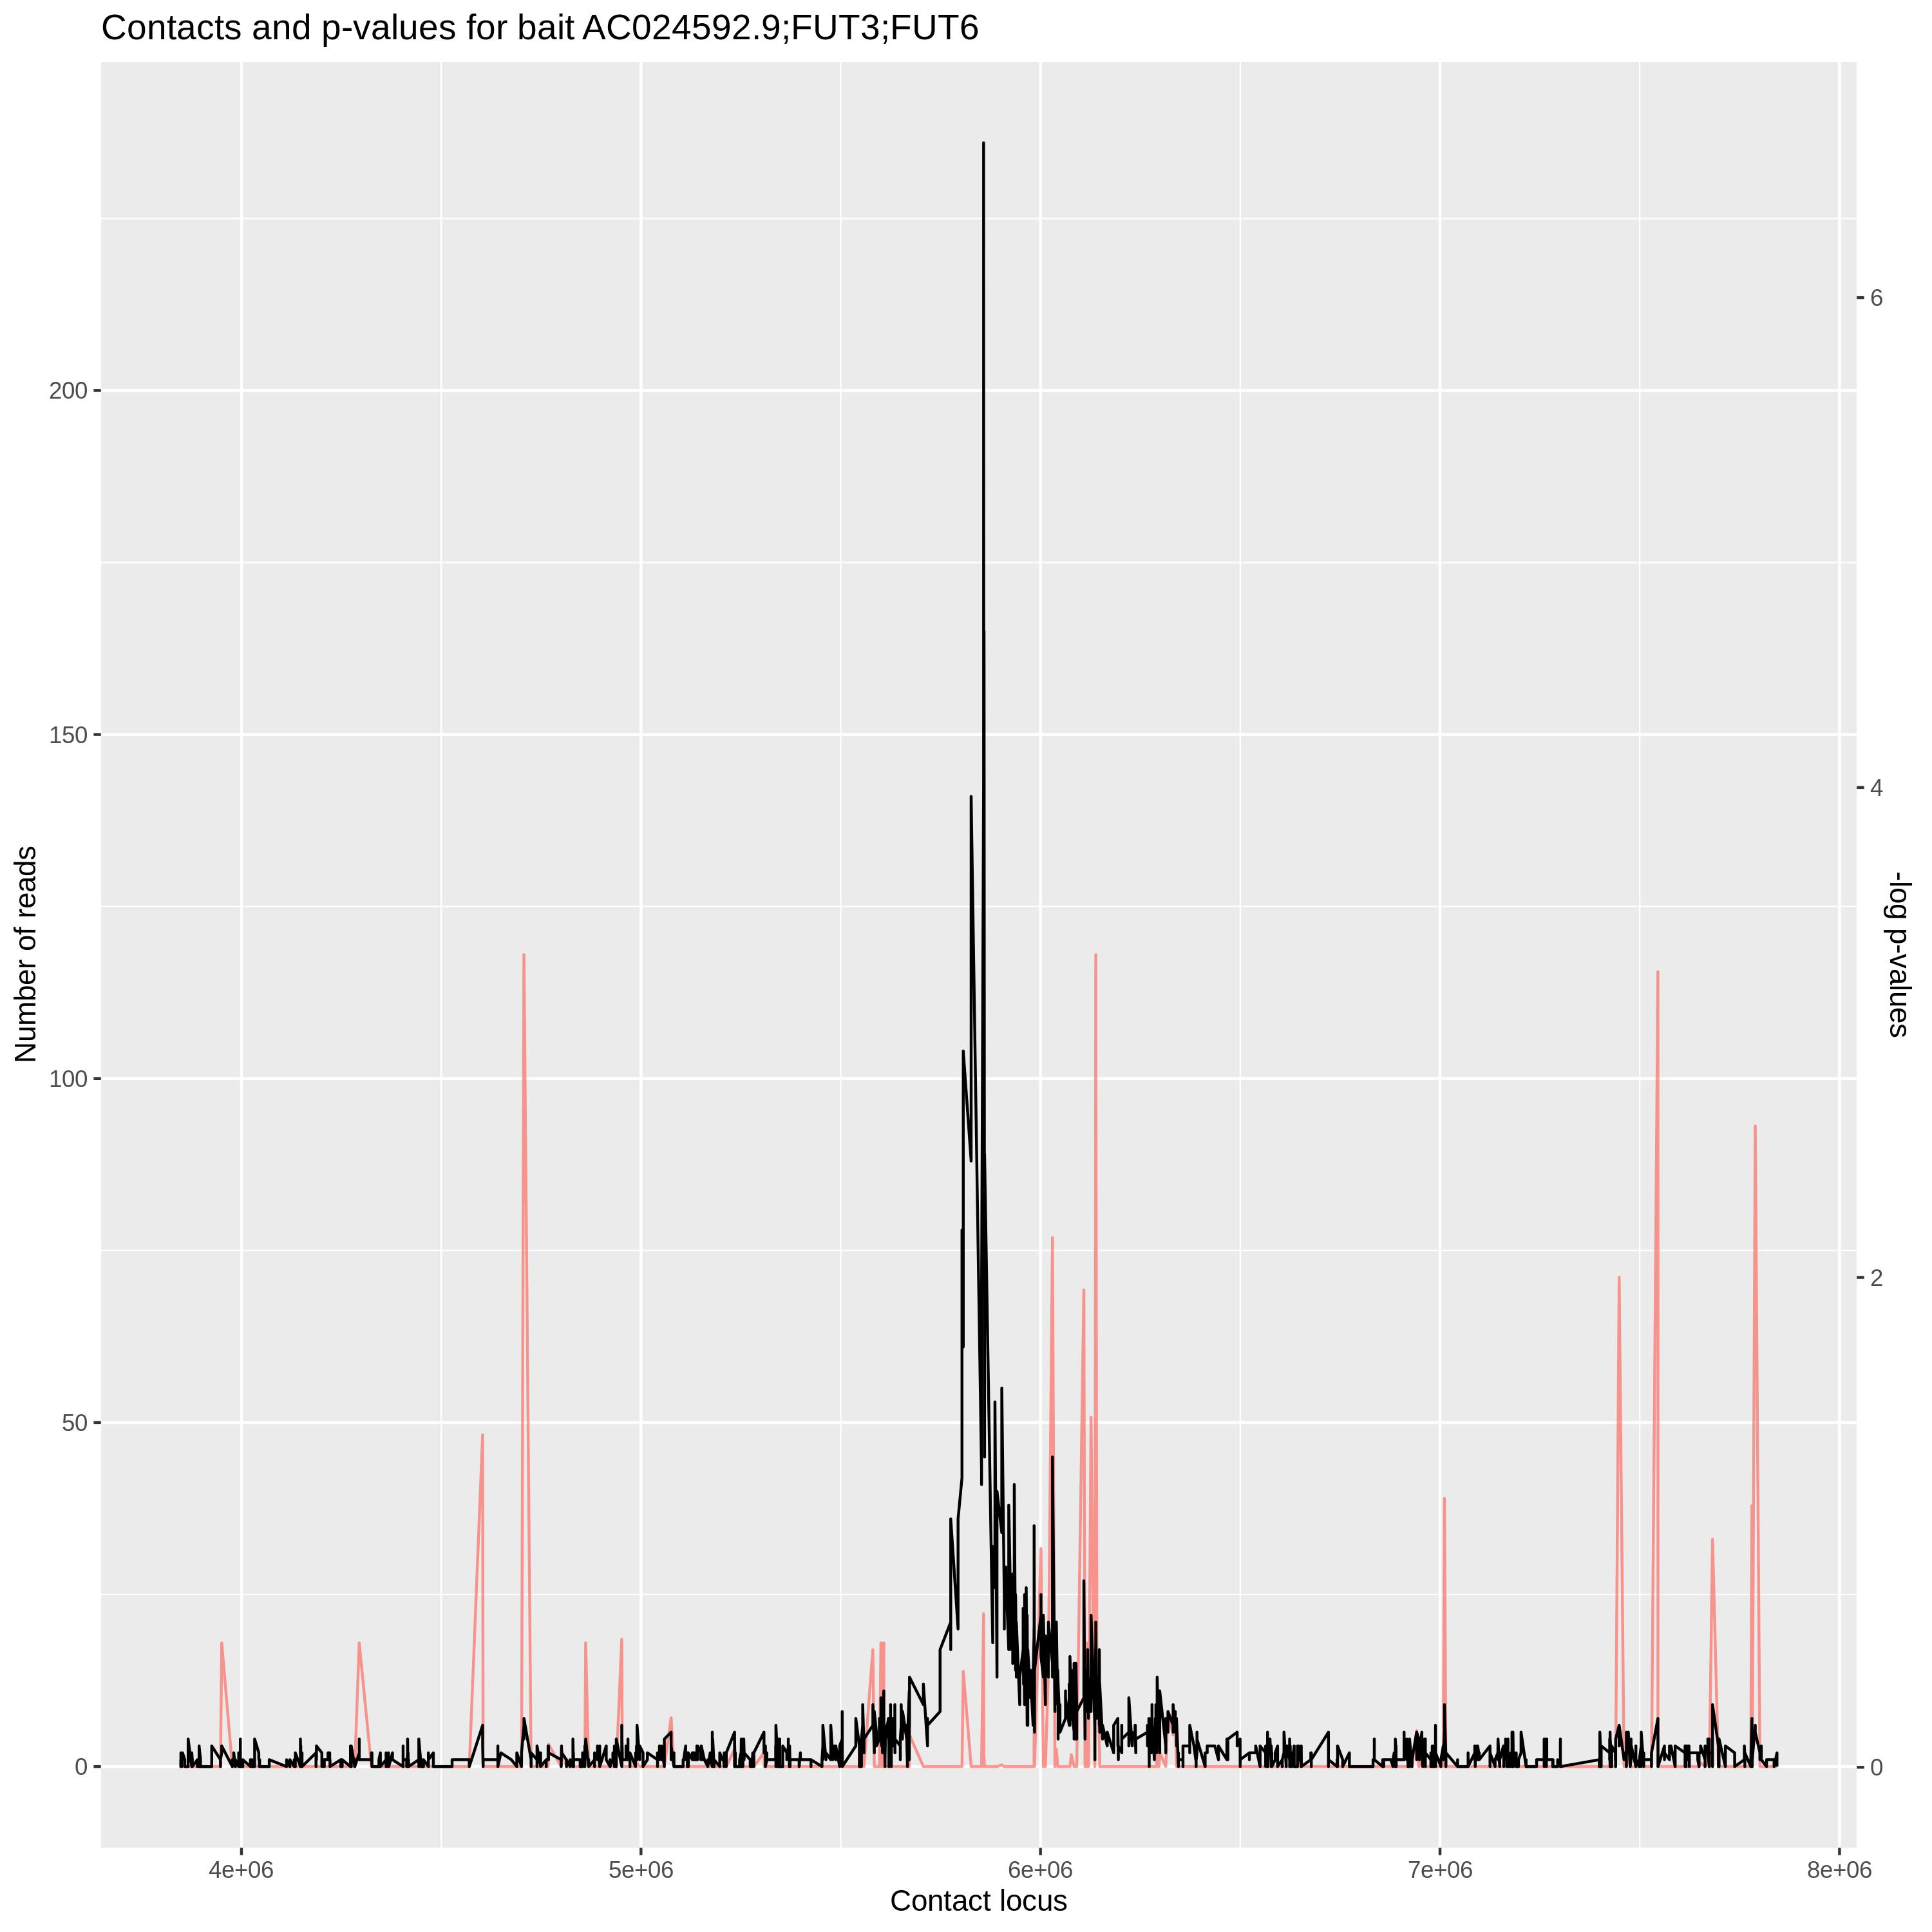 Contacts and p-values for bait AC024592.9;FUT3;FUT6
Number of reads
200
150
100
50
0
6
4
2
0
-log p-values
4e+06
5e+06
6e+06
7e+06
8e+06
Contact locus